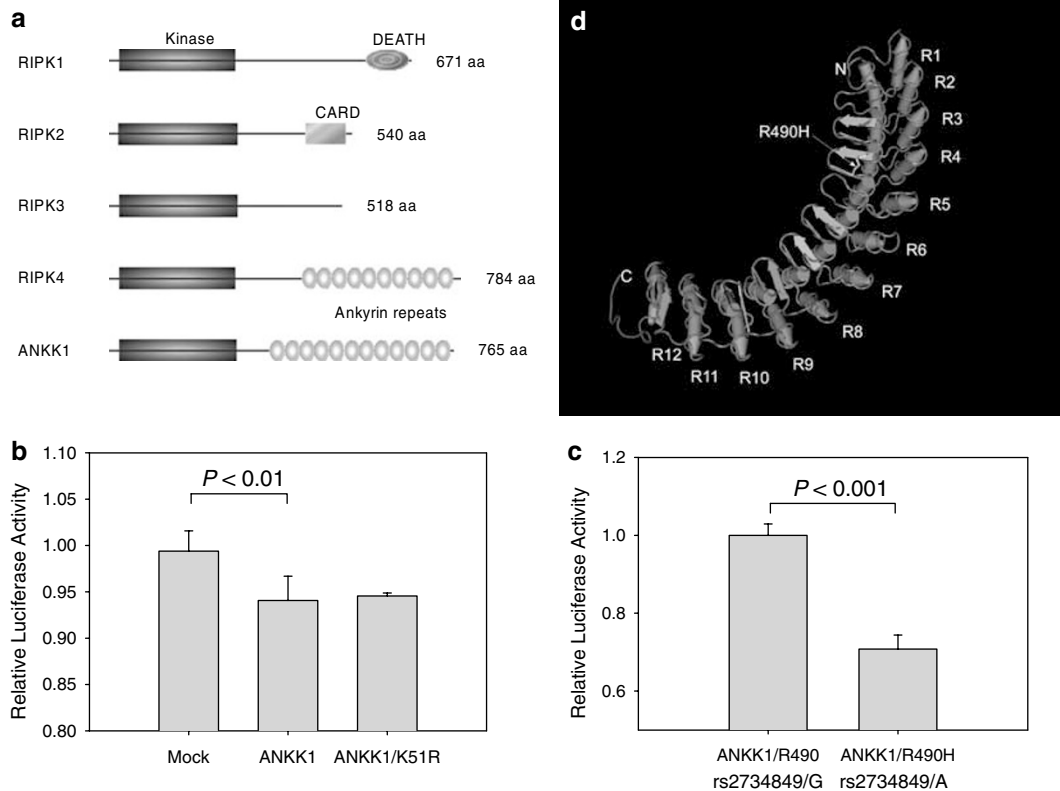 a
Kinase
DEATH
RIPK1
671 aa
CARD
RIPK2
540 aa
RIPK3
518 aa
RIPK4
784 aa
Ankyrin repeats
ANKK1
765 aa
d
N
R1
R2
R3
R490H
R4
R5
R6
C
R7
R8
R12
R9
R11
R10
b
1.10
1.05
1.00
0.95
0.90
0.85
0.80
Relative Luciferase Activity
P < 0.01
Mock
ANKK1
ANKK1/K51R
c
1.2
1.0
0.8
0.6
Relative Luciferase Activity
P < 0.001
ANKK1/R490
rs2734849/G
ANKK1/R490H
rs2734849/A